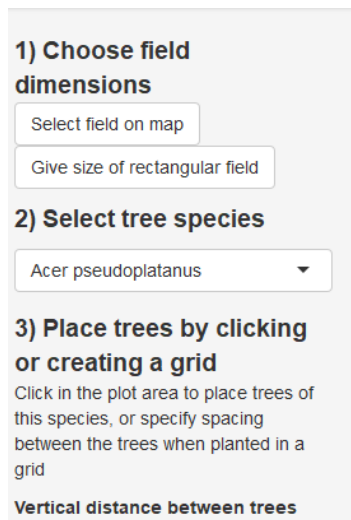 1) Choose field
dimensions
Select field on map
Give size of rectangular field
2) Select tree species
Acer pseudoplatanus
3) Place trees by clicking
or creating a grid
Click in the plot area to place trees of
this species, or specify spacing
between the trees when planted in a
grid
Vertical distance between trees